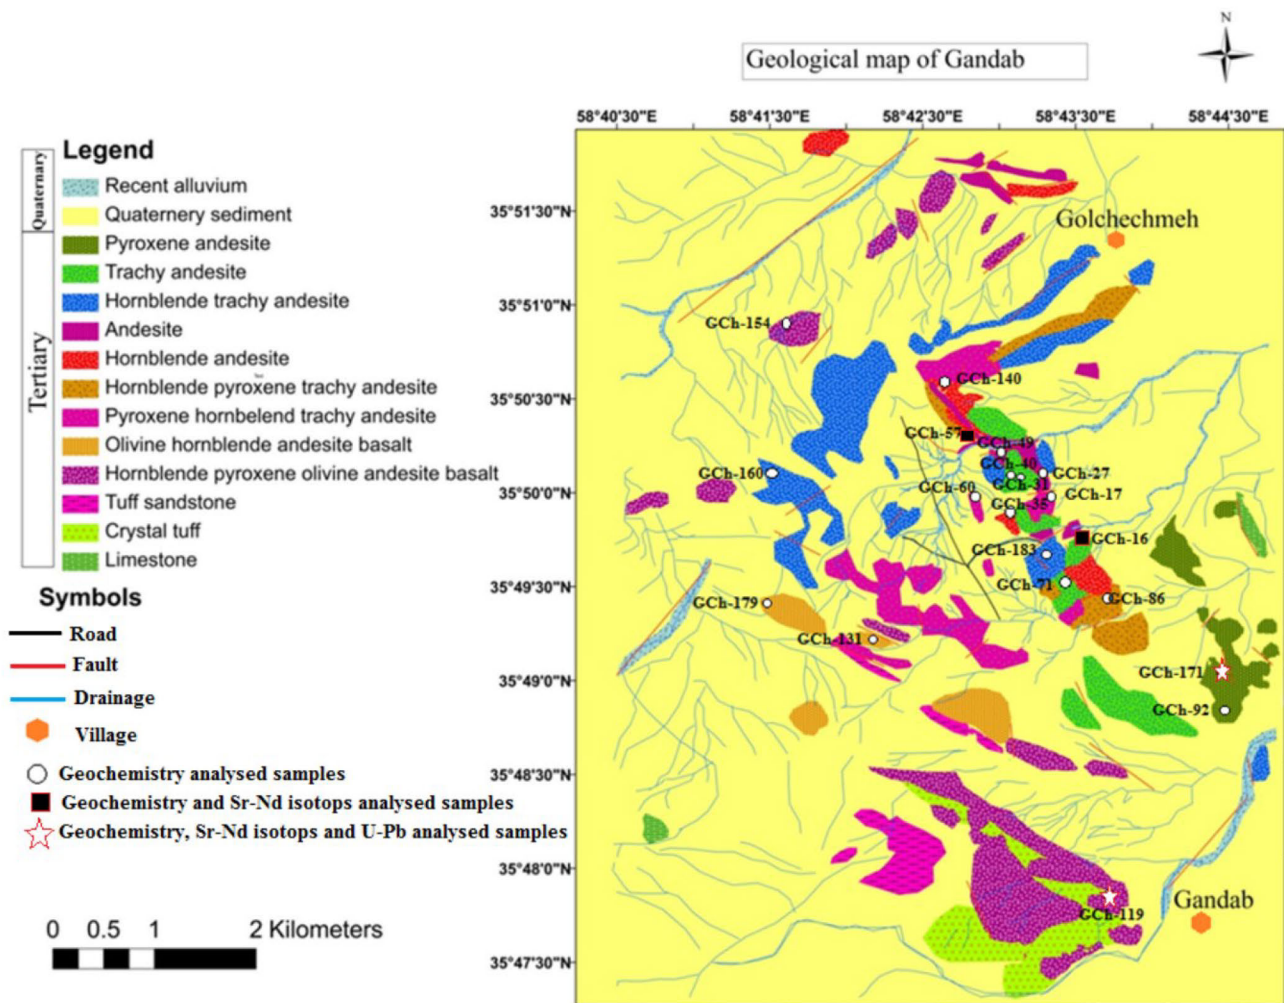 N
Geological map of Gandab
58°40'30"E 58°41'30"E 58°42'30"E 58°43'30"E 58°44'30"E
Legend
Quaternary
Recent alluvium
Quaternery sediment
Tertiary
Pyroxene andesite
Trachy andesite
Hornblende trachy andesite
Andesite
Hornblende andesite
Hornblende pyroxene trachy andesite
Pyroxene hornbelend trachy andesite
Olivine hornblende andesite basalt
Hornblende pyroxene olivine andesite basalt
Tuff sandstone
Crystal tuff
Limestone
Symbols
Road
Fault
Drainage
Village
Geochemistry analysed samples
Geochemistry and Sr-Nd isotops analysed samples
Geochemistry, Sr-Nd isotops and U-Pb analysed samples
0 0.5 1 2 Kilometers
35°51'30"N
35°51'0"N
35°50'30"N
35°50'0"N
35°49'30"N
35°49'0"N
35°48'30"N
35°48'0"N
35°47'30"N
Golchechmeh
GCh-154
GCh-140
GCh-57
GCh-49
GCh-40
GCh-27
GCh-160
GCh-31
GCh-60
GCh-17
GCh-35
GCh-16
GCh-183
GCh-71
GCh-86
GCh-179
GCh-131
GCh-171
GCh-92
Gandab
GCh-119